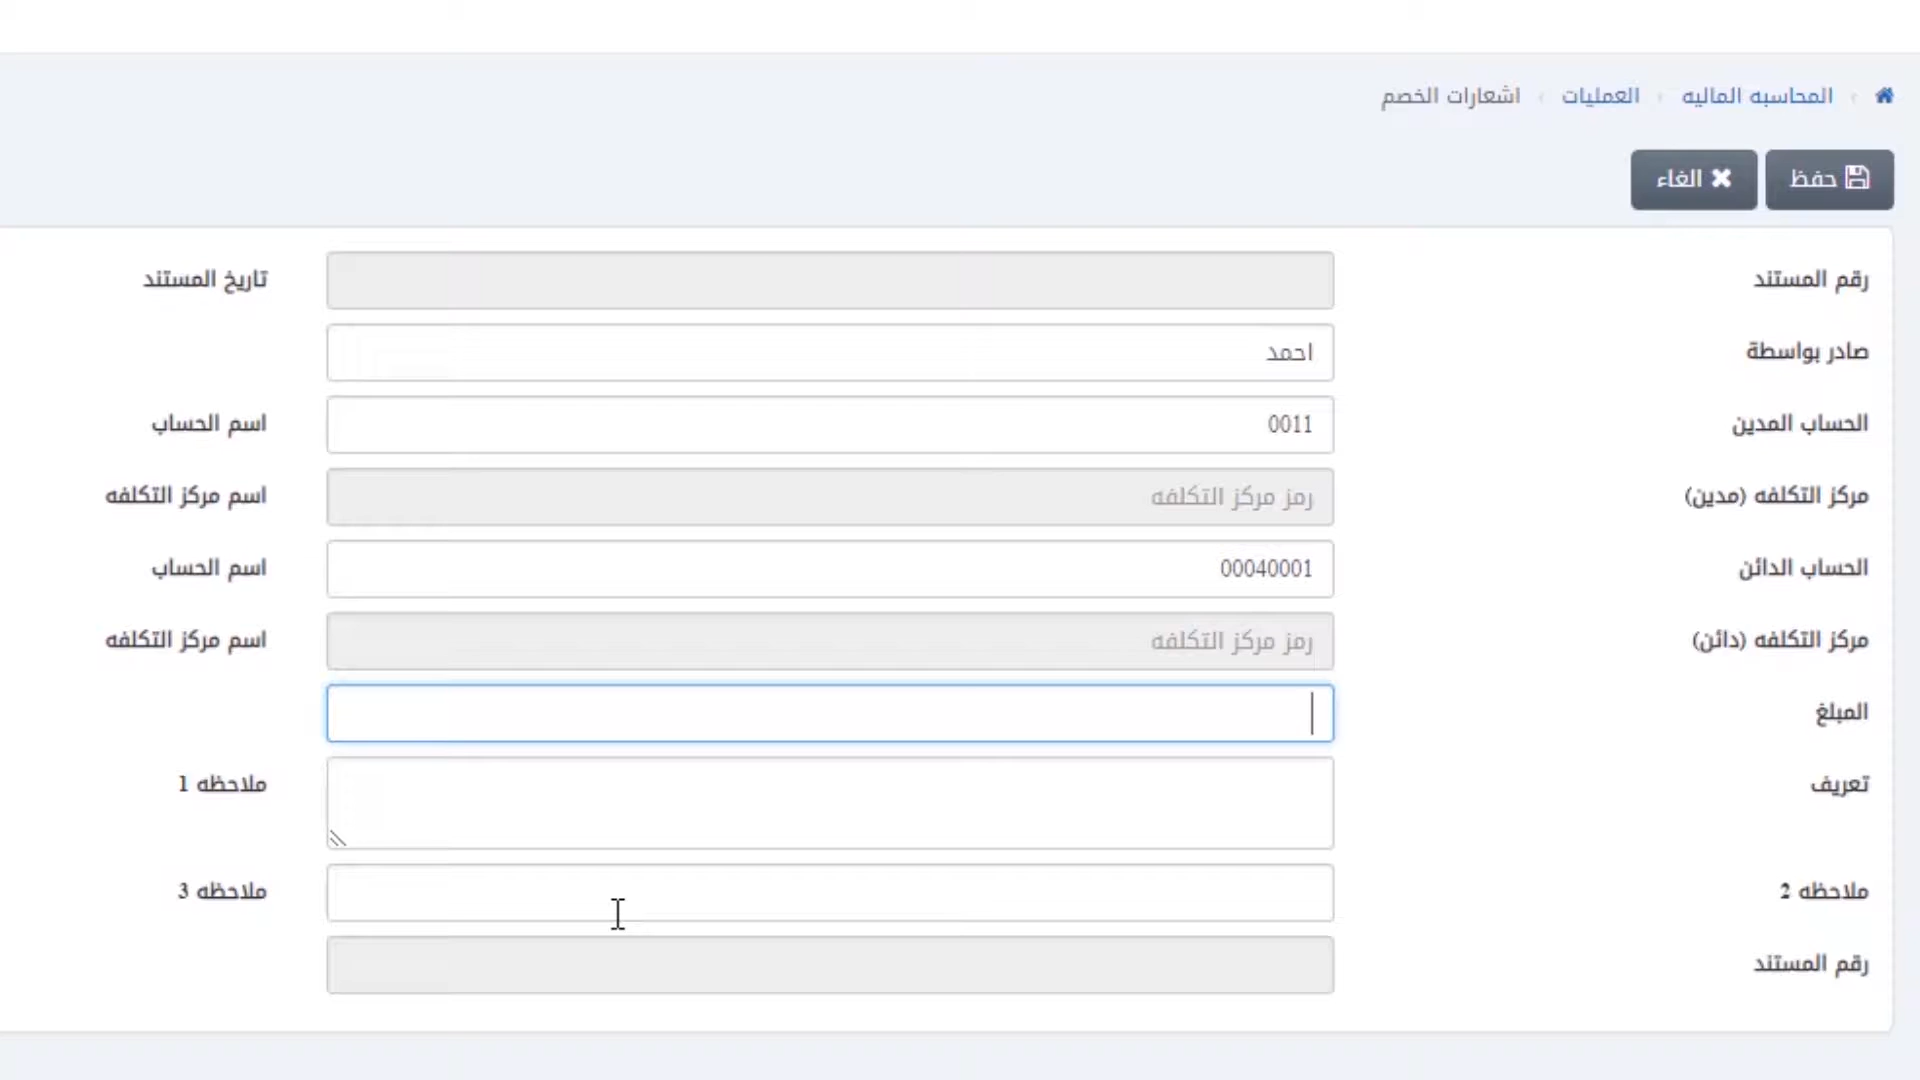 المحاسبه الماليه › العمليات › اشعارات الخصم
حفظ الغاء
رقم المستند تاريخ المستند
صادر بواسطة احمد
الحساب المدين 0011 اسم الحساب
مركز التكلفه (مدين) رمز مركز التكلفه اسم مركز التكلفه
الحساب الدائن 00040001 اسم الحساب
مركز التكلفه (دائن) رمز مركز التكلفه اسم مركز التكلفه
المبلغ
تعريف ملاحظه 1
ملاحظه 2 ملاحظه 3
رقم المستند